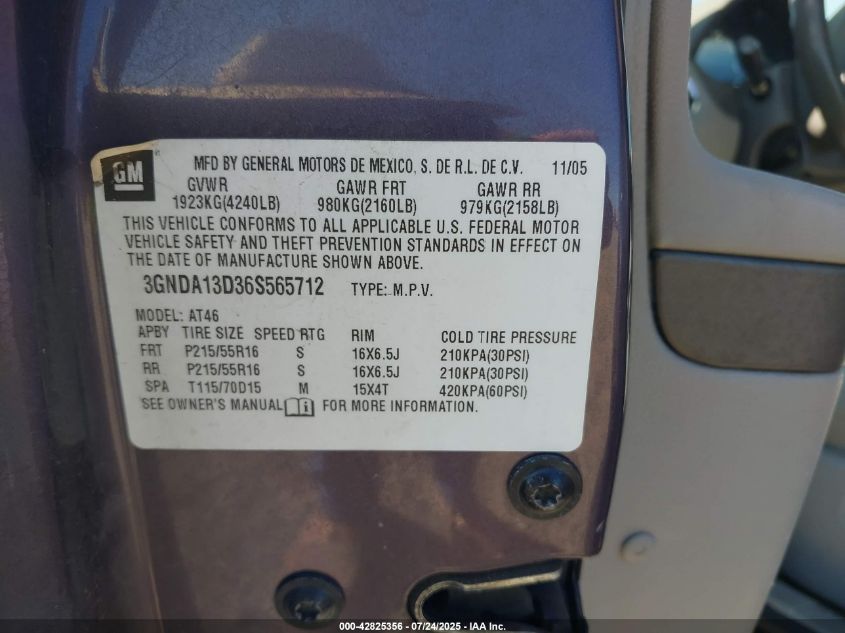 GM
MFD BY GENERAL MOTORS DE MEXICO, S. DE R.L. DE C.V. 11/05
GVWR GAWR FRT GAWR RR
1923KG(4240LB) 980KG(2160LB) 979KG(2158LB)
THIS VEHICLE CONFORMS TO ALL APPLICABLE U.S. FEDERAL MOTOR
VEHICLE SAFETY AND THEFT PREVENTION STANDARDS IN EFFECT ON
THE DATE OF MANUFACTURE SHOWN ABOVE.
3GNDA13D36S565712 TYPE: M.P.V.
MODEL: AT46
APBY TIRE SIZE SPEED RTG RIM COLD TIRE PRESSURE
FRT P215/55R16 S 16X6.5J 210KPA(30PSI)
RR P215/55R16 S 16X6.5J 210KPA(30PSI)
SPA T115/70D15 M 15X4T 420KPA(60PSI)
SEE OWNER'S MANUAL i FOR MORE INFORMATION.
000-42825356 - 07/24/2025 - IAA Inc.